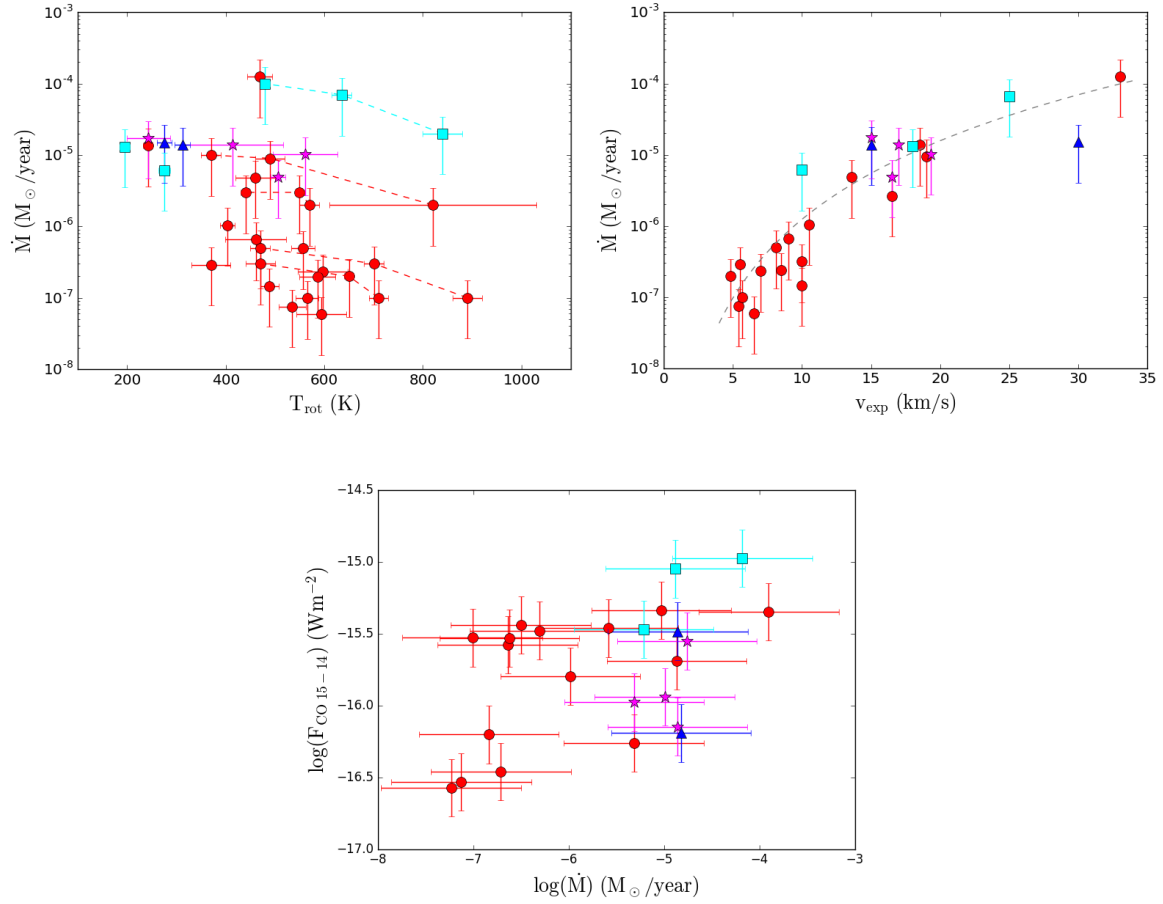 10⁻³
10⁻⁴
10⁻⁵
10⁻⁶
10⁻⁷
10⁻⁸
Ṁ (M⊙/year)
200 400 600 800 1000
T_rot (K)
10⁻³
10⁻⁴
10⁻⁵
10⁻⁶
10⁻⁷
10⁻⁸
Ṁ (M⊙/year)
0 5 10 15 20 25 30 35
v_exp (km/s)
−14.5
−15.0
−15.5
−16.0
−16.5
−17.0
log(F_CO 15−14) (Wm⁻²)
−8 −7 −6 −5 −4 −3
log(Ṁ) (M⊙/year)